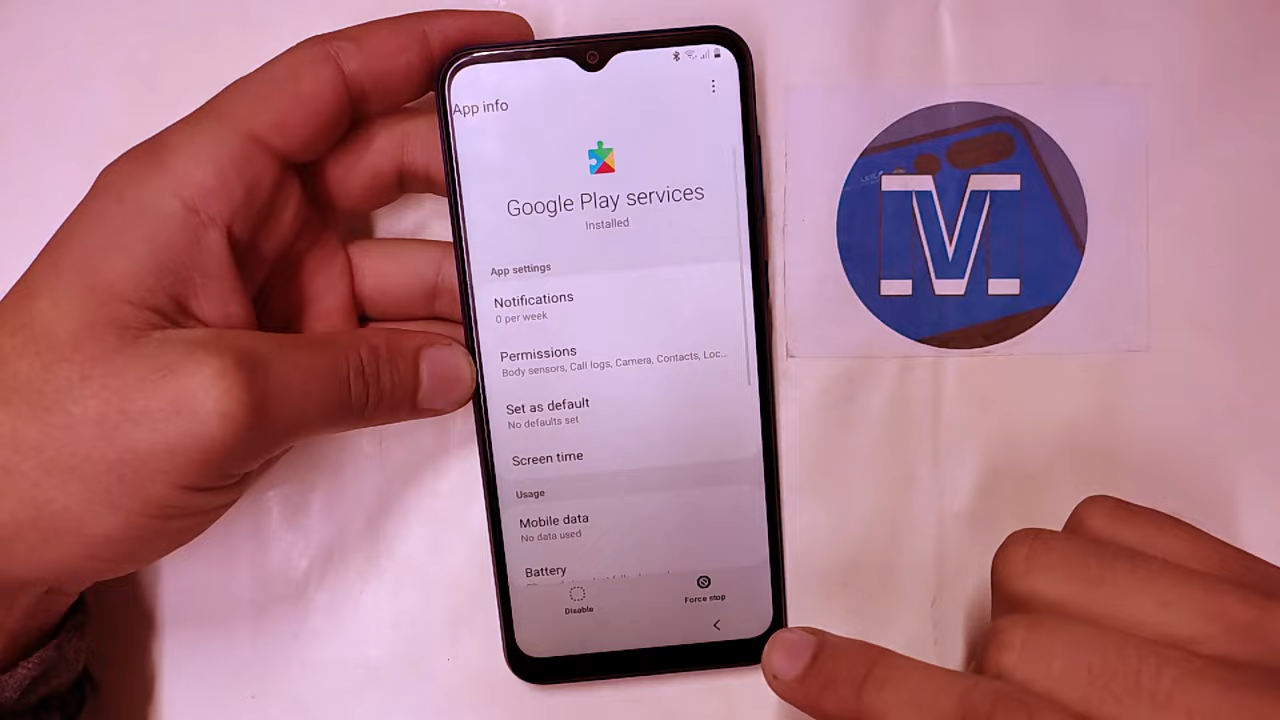 App info
Google Play services
Installed
App settings
Notifications
0 per week
Permissions
Body sensors, Call logs, Camera, Contacts, Loc...
Set as default
No defaults set
Screen time
Usage
Mobile data
No data used
Battery
Disable
Force stop
M